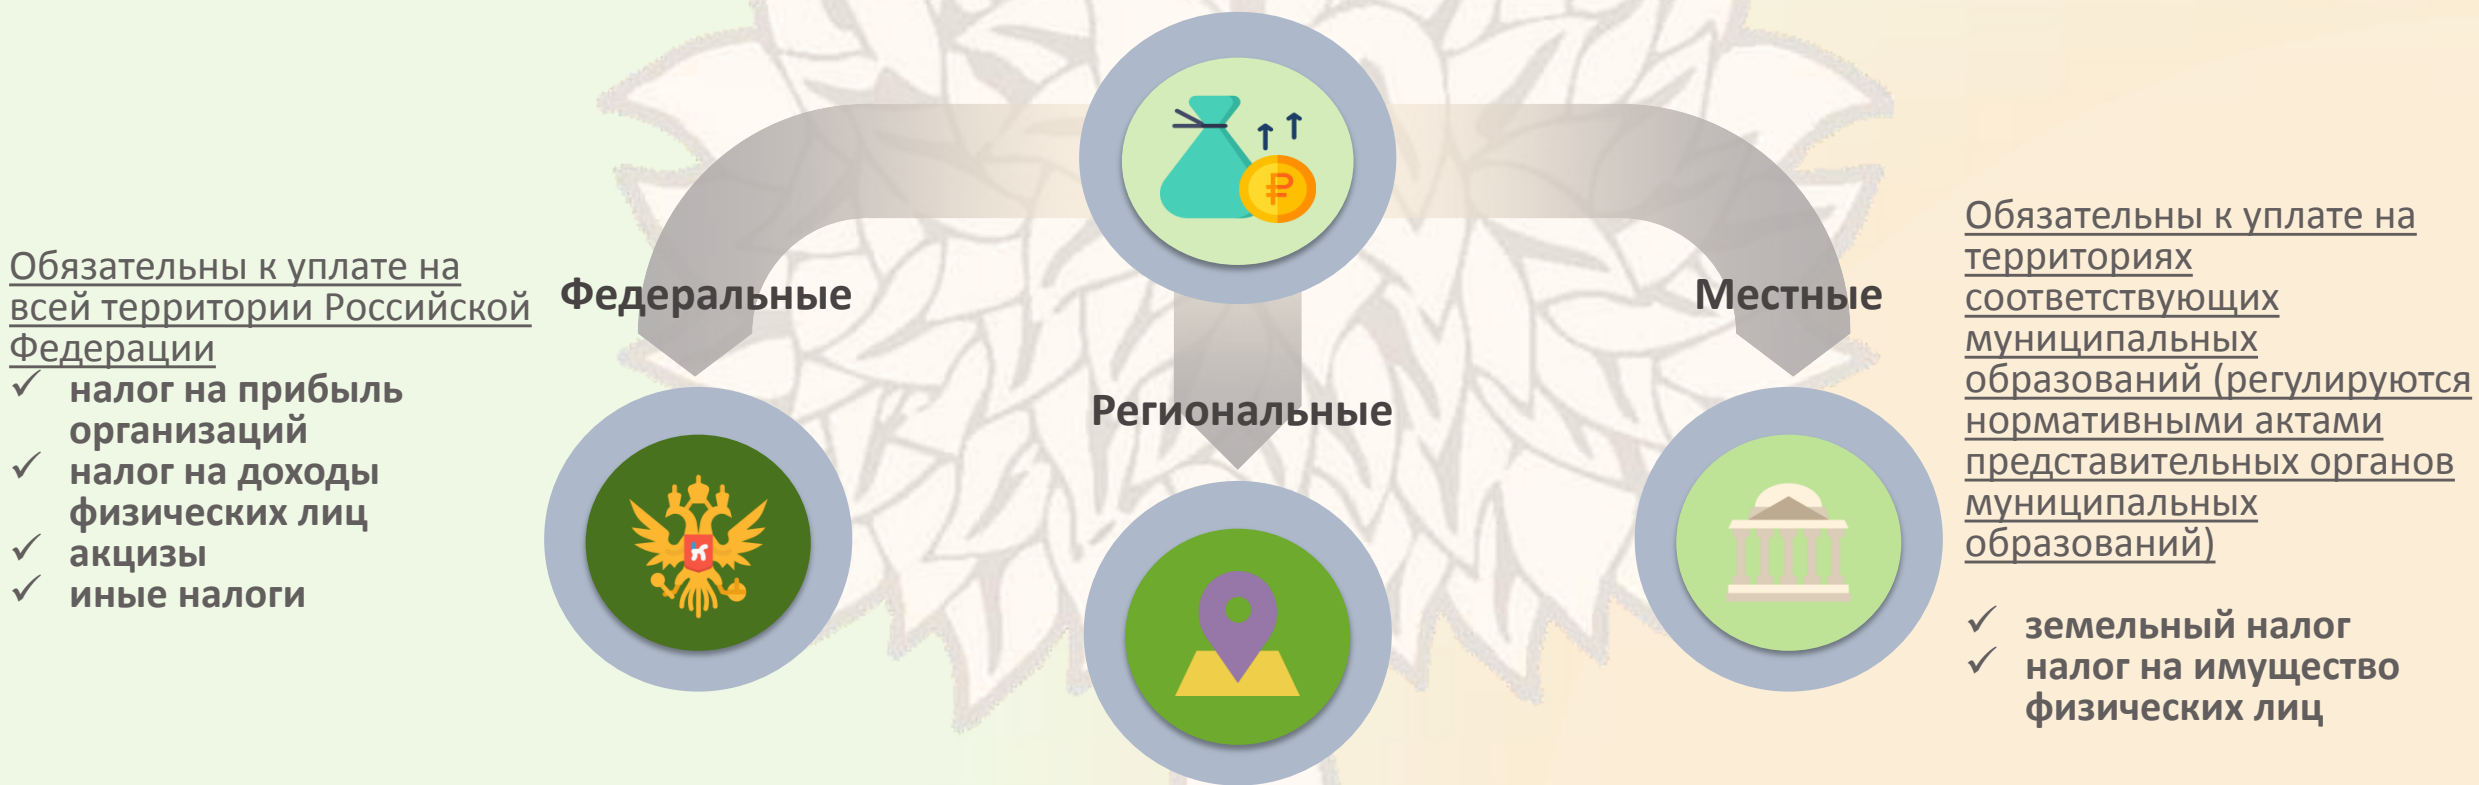 Обязательны к уплате на
всей территории Российской
Федерации
✓ налог на прибыль
организаций
✓ налог на доходы
физических лиц
✓ акцизы
✓ иные налоги
Федеральные
Региональные
Местные
Обязательны к уплате на
территориях
соответствующих
муниципальных
образований (регулируются
нормативными актами
представительных органов
муниципальных
образований)
✓ земельный налог
✓ налог на имущество
физических лиц